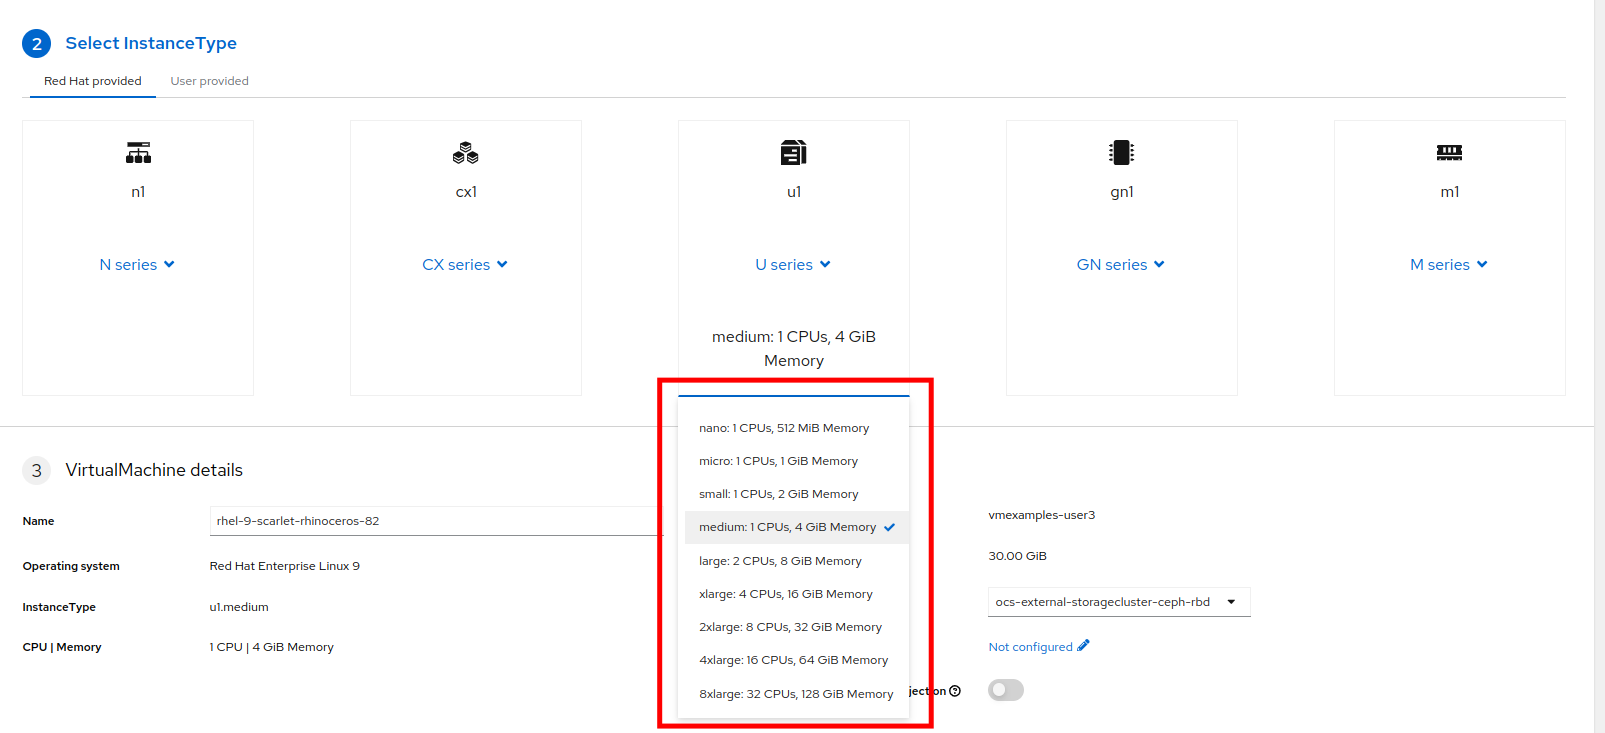 2 Select InstanceType
Red Hat provided User provided
n1
N series
cx1
CX series
u1
U series
medium: 1 CPUs, 4 GiB
Memory
gn1
GN series
m1
M series
nano: 1 CPUs, 512 MiB Memory
micro: 1 CPUs, 1 GiB Memory
small: 1 CPUs, 2 GiB Memory
medium: 1 CPUs, 4 GiB Memory
large: 2 CPUs, 8 GiB Memory
xlarge: 4 CPUs, 16 GiB Memory
2xlarge: 8 CPUs, 32 GiB Memory
4xlarge: 16 CPUs, 64 GiB Memory
8xlarge: 32 CPUs, 128 GiB Memory
3 VirtualMachine details
Name rhel-9-scarlet-rhinoceros-82
Operating system Red Hat Enterprise Linux 9
InstanceType u1.medium
CPU | Memory 1 CPU | 4 GiB Memory
vmexamples-user3
30.00 GiB
ocs-external-storagecluster-ceph-rbd
Not configured
jection